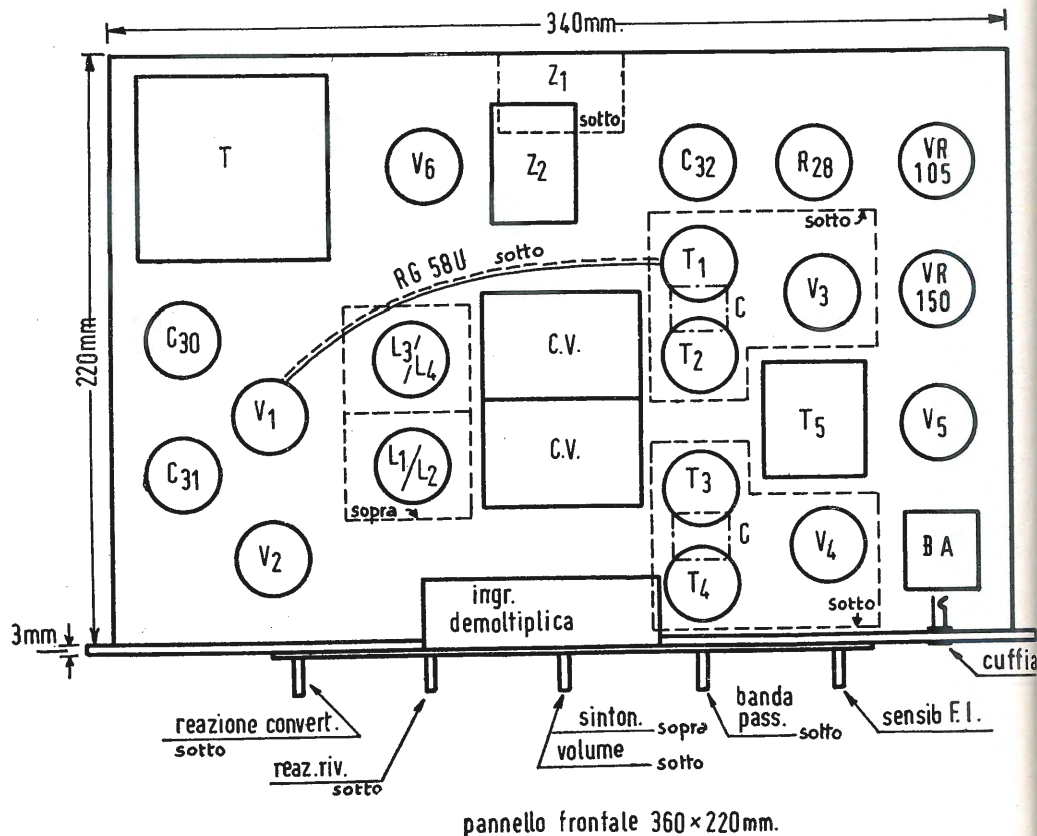 340mm.
Z1
sotto
T
V6
Z2
C32
R28
VR
105
sotto
RG 58U
sotto
T1
V3
C
VR
150
220mm
C30
L3/
/L4
C.V.
T2
V1
T5
V5
C31
L1/
L2
C.V.
T3
sopra
C
V4
BA
V2
T4
ingr.
demoltiplica
sotto
3mm
cuffia
reazione convert.
sotto
reaz.riv.
sotto
sinton.
sopra
volume
sotto
banda
pass.
sotto
sensib F.I.
pannello frontale 360×220mm.